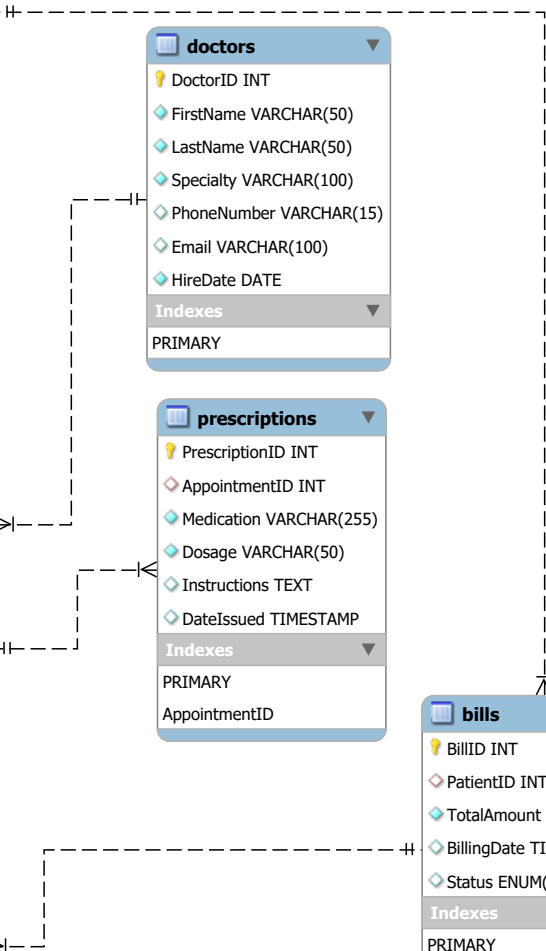 doctors
DoctorID INT
FirstName VARCHAR(50)
LastName VARCHAR(50)
Specialty VARCHAR(100)
PhoneNumber VARCHAR(15)
Email VARCHAR(100)
HireDate DATE
Indexes
PRIMARY
prescriptions
PrescriptionID INT
AppointmentID INT
Medication VARCHAR(255)
Dosage VARCHAR(50)
Instructions TEXT
DateIssued TIMESTAMP
Indexes
PRIMARY
AppointmentID
bills
BillID INT
PatientID INT
TotalAmount
BillingDate TI
Status ENUM(
Indexes
PRIMARY